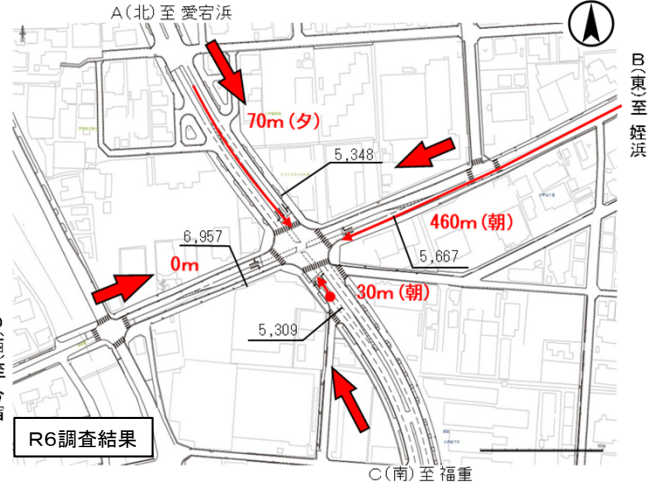 A(北)至 愛宕浜
B(東)至 姪浜
70m(夕)
5,348
460m(朝)
6,957
0m
5,667
30m(朝)
5,309
R6調査結果
C(南)至 福重